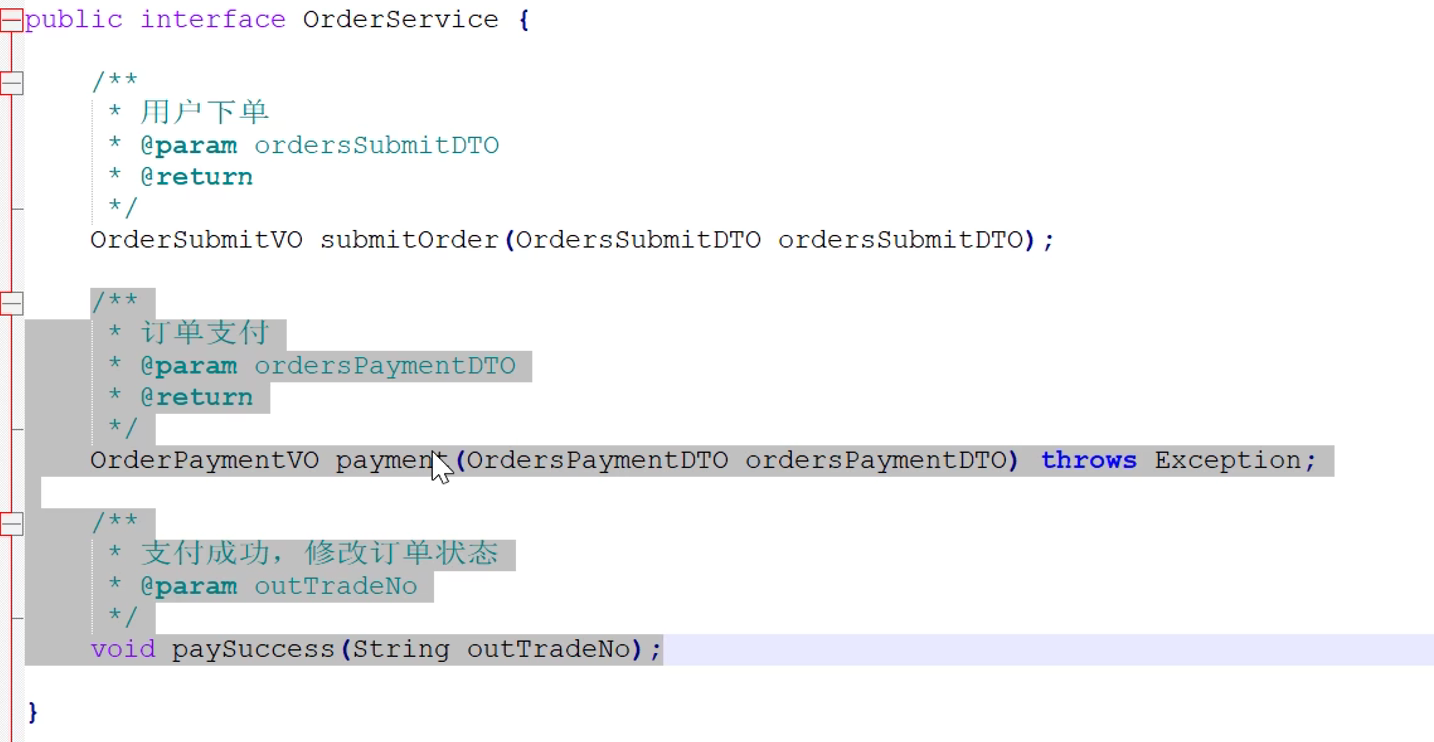 public interface OrderService {
/**
* 用户下单
* @param ordersSubmitDTO
* @return
*/
OrderSubmitVO submitOrder(OrdersSubmitDTO ordersSubmitDTO);
/**
* 订单支付
* @param ordersPaymentDTO
* @return
*/
OrderPaymentVO payment(OrdersPaymentDTO ordersPaymentDTO) throws Exception;
/**
* 支付成功，修改订单状态
* @param outTradeNo
*/
void paySuccess(String outTradeNo);
}